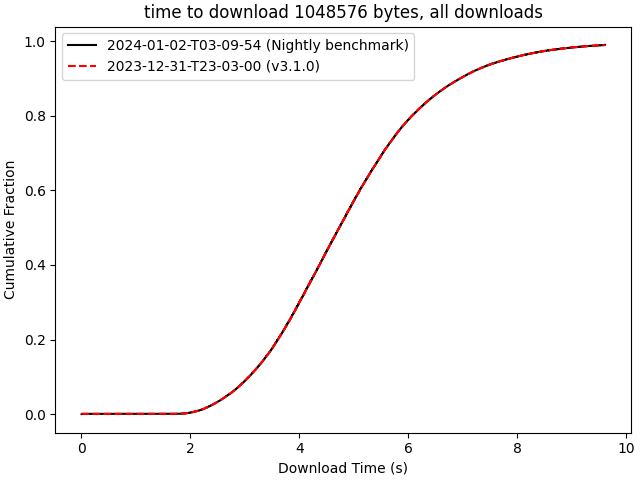 time to download 1048576 bytes, all downloads
2024-01-02-T03-09-54 (Nightly benchmark)
2023-12-31-T23-03-00 (v3.1.0)
Cumulative Fraction
1.0
0.8
0.6
0.4
0.2
0.0
0 2 4 6 8 10
Download Time (s)